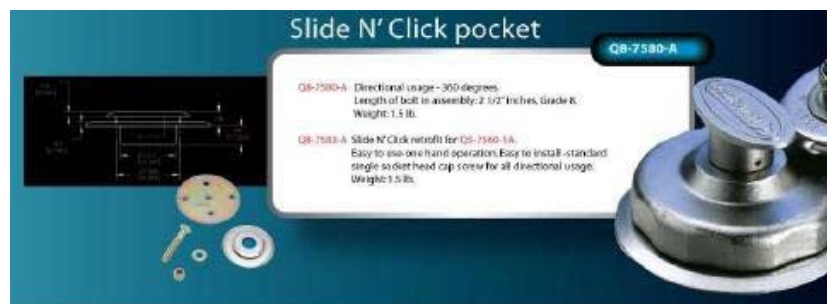 Slide N' Click pocket
QB-7580-A
QB-7580-A Directional usage - 360 degrees.
Length of bolt in assembly: 2 1/2" inches, Grade 8.
Weight: 1.5 lb.
Slide N' Click retrofit for
Easy to use-one hand operation. Easy to install -standard
single socket head cap screw for all directional usage.
Weight: 1.5 lb.